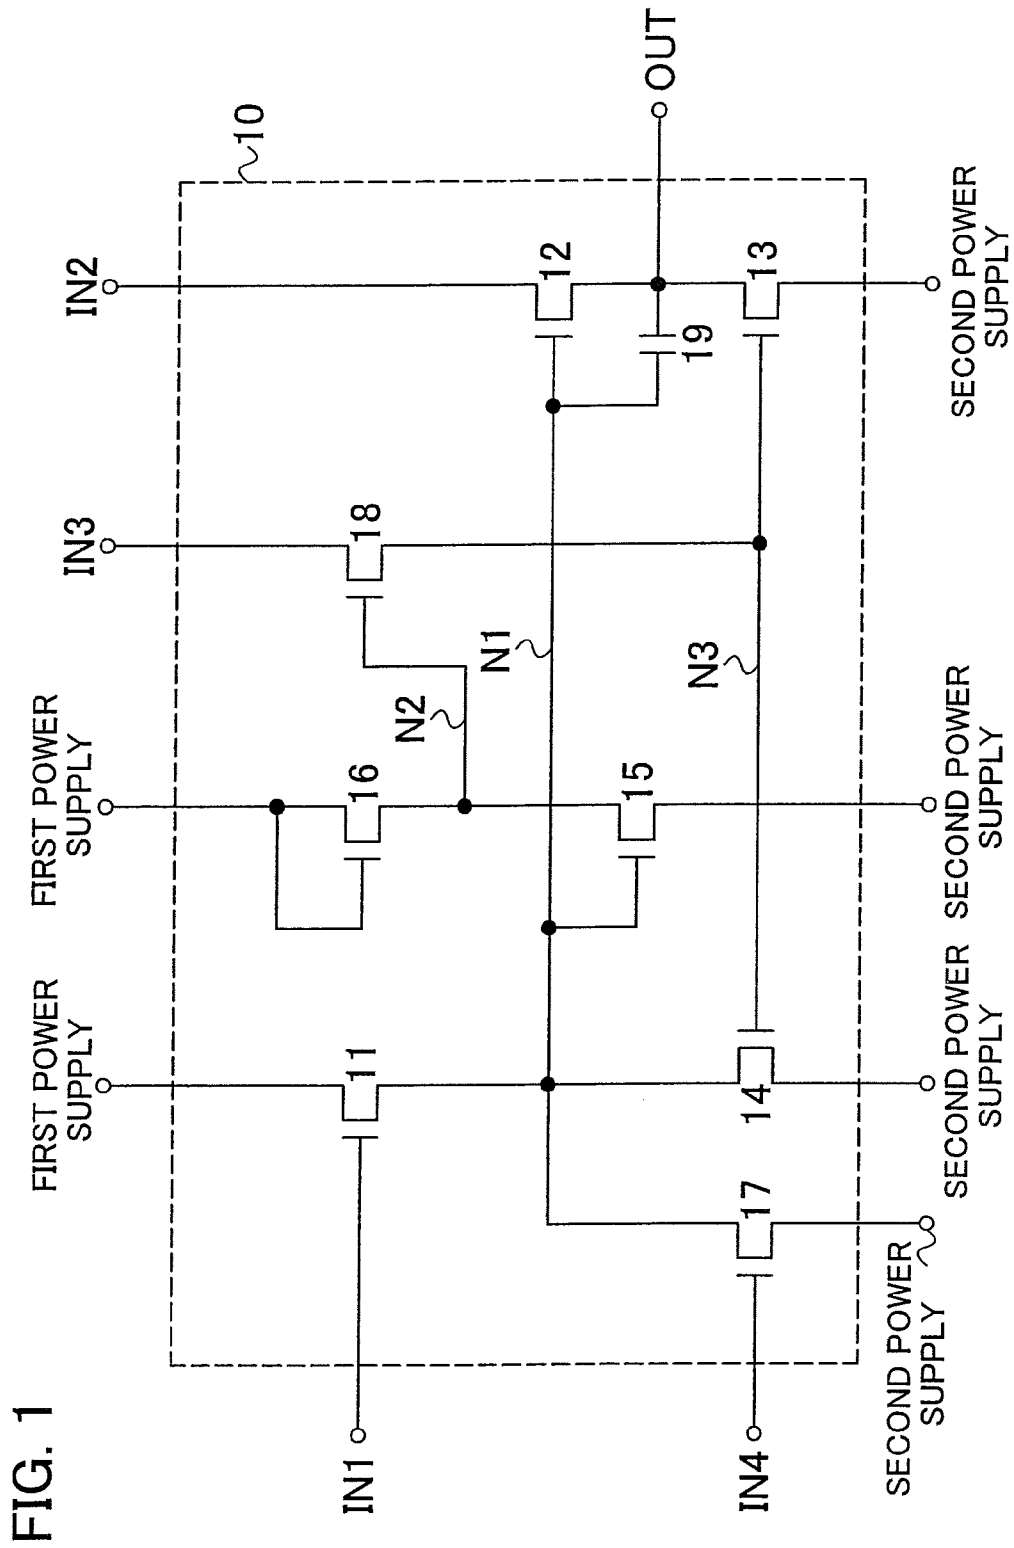 FIG. 1
10
FIRST POWER
SUPPLY
FIRST POWER
SUPPLY
IN3
IN2
IN1
11
16
18
12
N2
N1
15
19
OUT
N3
IN4
17
14
13
SECOND POWER
SUPPLY
SECOND POWER
SUPPLY
SECOND POWER
SUPPLY
SECOND POWER
SUPPLY